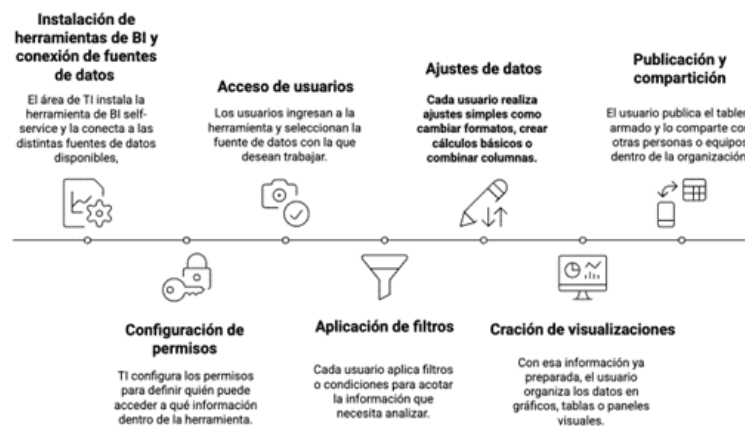 Instalación de
herramientas de BI y
conexión de fuentes
de datos
El área de TI instala la
herramienta de BI self-
service y la conecta a las
distintas fuentes de datos
disponibles,
Configuración de
permisos
TI configura los permisos
para definir quién puede
acceder a qué información
dentro de la herramienta.
Acceso de usuarios
Los usuarios ingresan a la
herramienta y seleccionan la
fuente de datos con la que
desean trabajar.
Aplicación de filtros
Cada usuario aplica filtros
o condiciones para acotar
la información que
necesita analizar.
Ajustes de datos
Cada usuario realiza
ajustes simples como
cambiar formatos, crear
cálculos básicos o
combinar columnas.
Cración de visualizaciones
Con esa información ya
preparada, el usuario
organiza los datos en
gráficos, tablas o paneles
visuales.
Publicación y
compartición
El usuario publica el tabler
armado y lo comparte con
otras personas o equipos
dentro de la organización